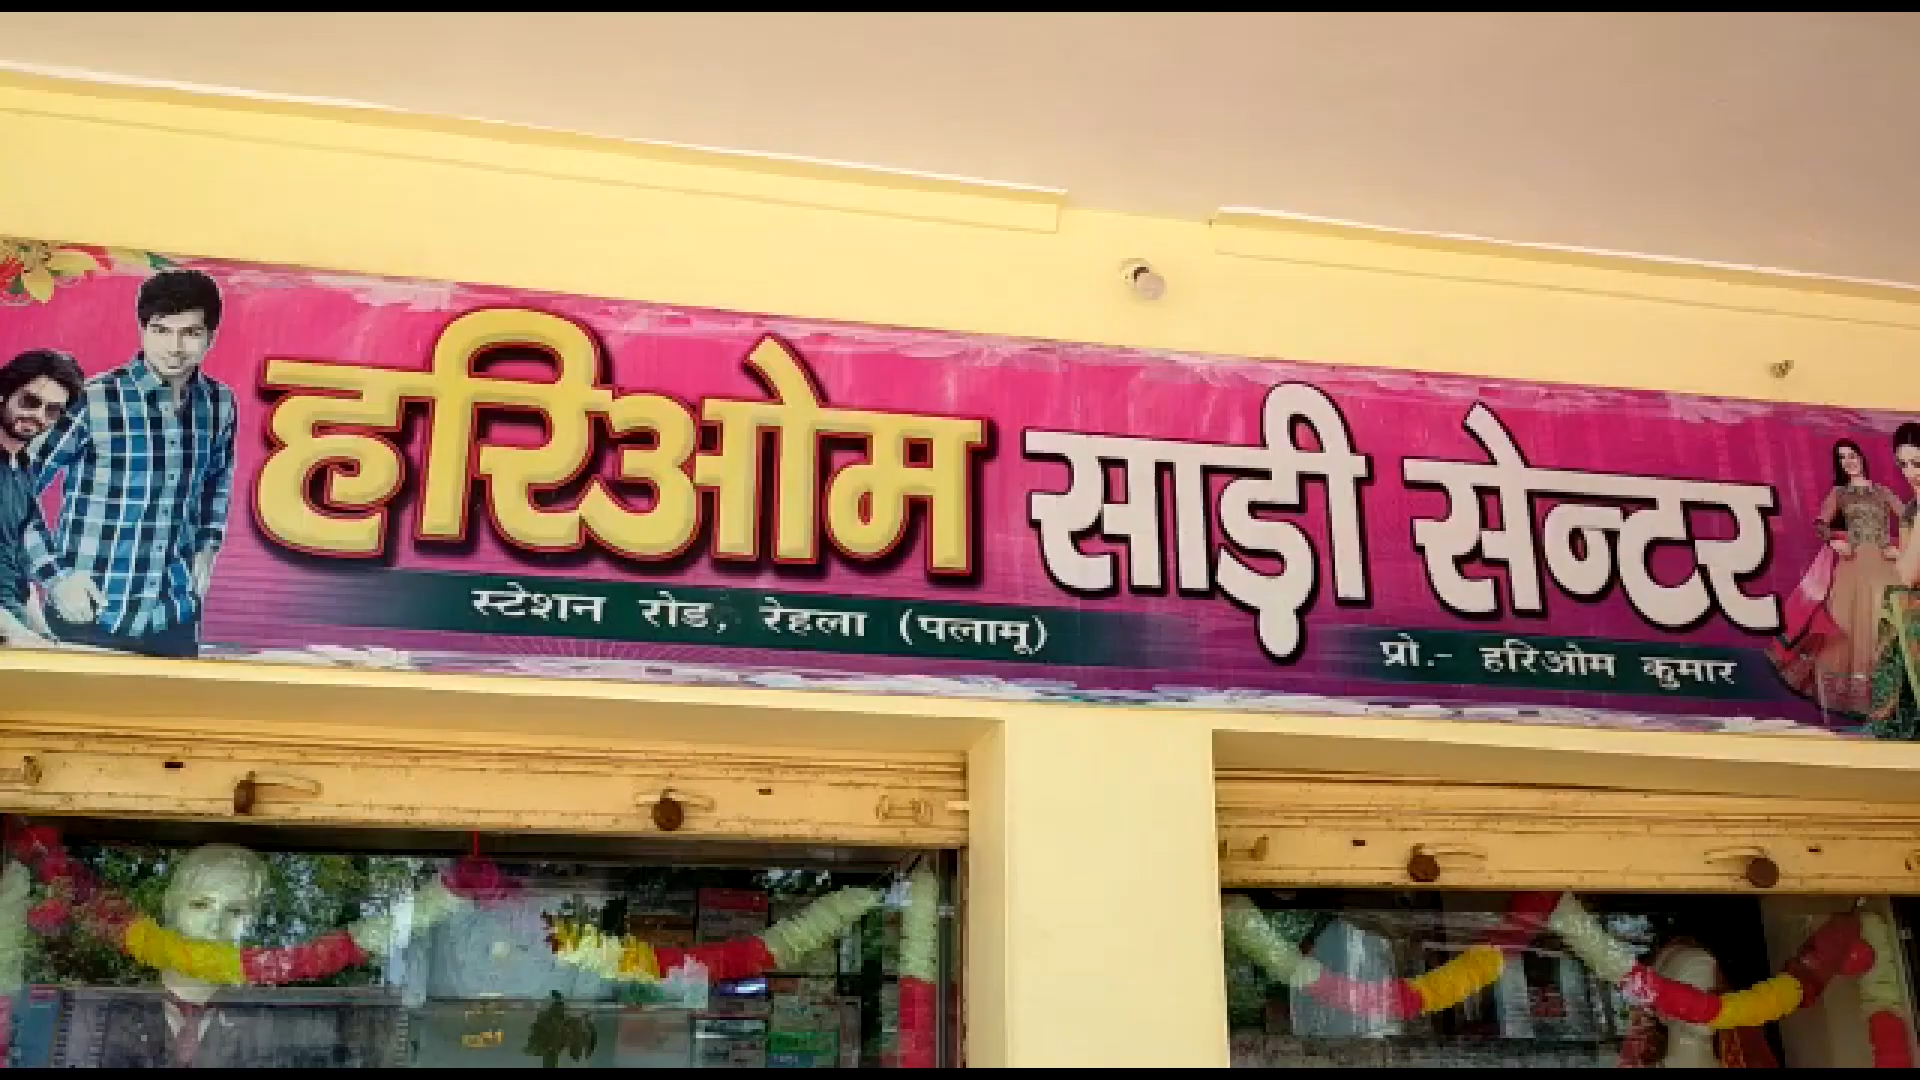 हरिओम साड़ी सेन्टर
स्टेशन रोड, रेहला (पलामू)
प्रो.- हरिओम कुमार